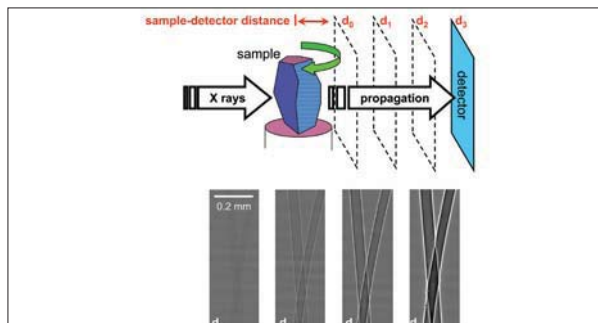 sample-detector distance
d0 d1 d2 d3
sample
X rays
propagation
detector
0.2 mm
d d d d